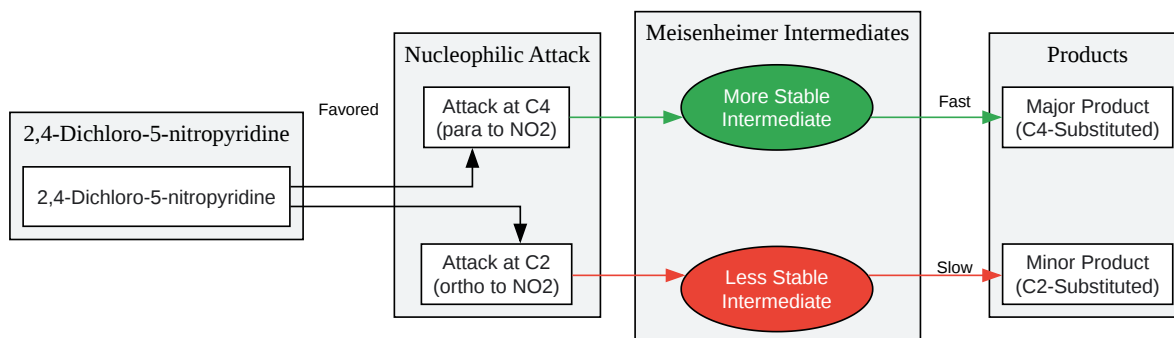 2,4-Dichloro-5-nitropyridine
2,4-Dichloro-5-nitropyridine
Favored
Nucleophilic Attack
Attack at C4
(para to NO2)
Attack at C2
(ortho to NO2)
Meisenheimer Intermediates
More Stable
Intermediate
Less Stable
Intermediate
Fast
Slow
Products
Major Product
(C4-Substituted)
Minor Product
(C2-Substituted)